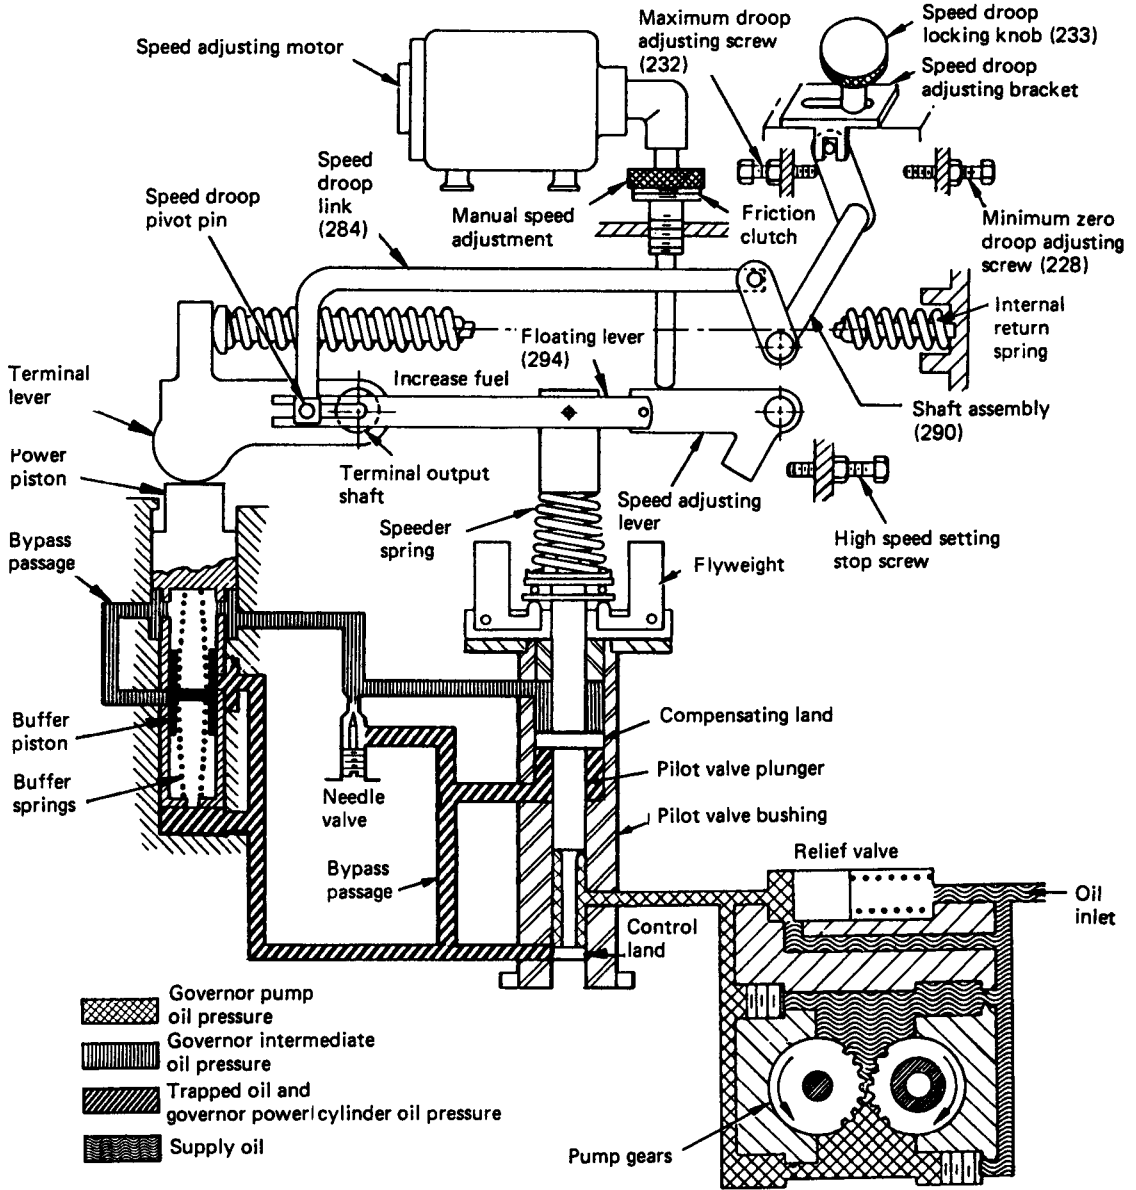 Speed adjusting motor
Maximum droop
adjusting screw
(232)
Speed droop
locking knob (233)
Speed droop
adjusting bracket
Speed
droop
link
(284)
Speed droop
pivot pin
Manual speed
adjustment
Friction
clutch
Minimum zero
droop adjusting
screw (228)
Internal
return
spring
Floating lever
(294)
Terminal
lever
Increase fuel
Shaft assembly
(290)
Power
piston
Terminal output
shaft
Speed adjusting
lever
Speeder
spring
High speed setting
stop screw
Bypass
passage
Flyweight
Buffer
piston
Compensating land
Pilot valve plunger
Buffer
springs
Needle
valve
Pilot valve bushing
Relief valve
Bypass
passage
Oil
inlet
Control
land
Governor pump
oil pressure
Governor intermediate
oil pressure
Trapped oil and
governor power/cylinder oil pressure
Supply oil
Pump gears